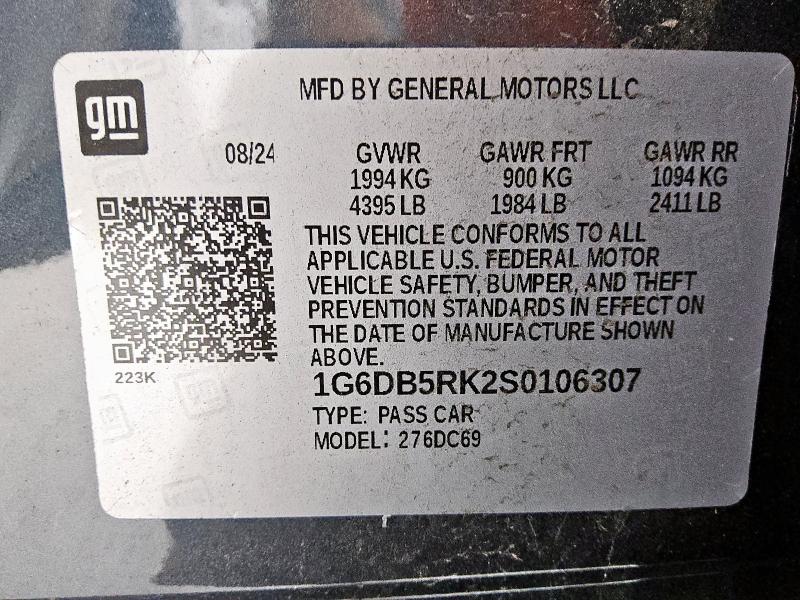 gm
MFD BY GENERAL MOTORS LLC
08/24 GVWR GAWR FRT GAWR RR
1994 KG 900 KG 1094 KG
4395 LB 1984 LB 2411 LB
THIS VEHICLE CONFORMS TO ALL
APPLICABLE U.S. FEDERAL MOTOR
VEHICLE SAFETY, BUMPER, AND THEFT
PREVENTION STANDARDS IN EFFECT ON
THE DATE OF MANUFACTURE SHOWN
ABOVE.
223K
1G6DB5RK2S0106307
TYPE: PASS CAR
MODEL: 276DC69